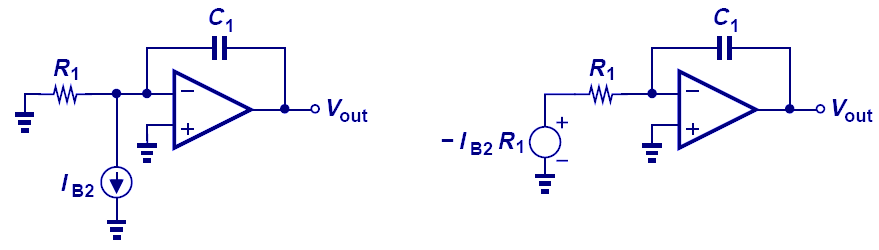 C1
R1
− +
Vout
IB2
C1
R1
− +
Vout
− IB2 R1
+ −